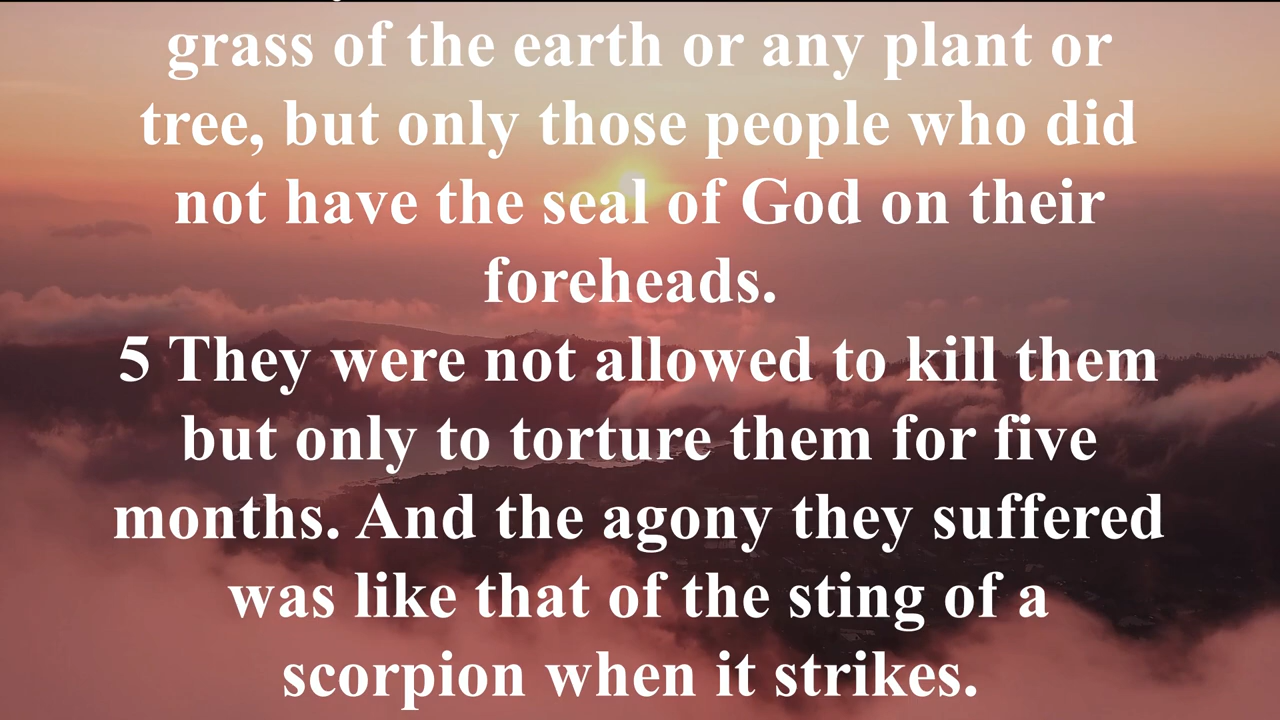 grass of the earth or any plant or
tree, but only those people who did
not have the seal of God on their
foreheads.
5 They were not allowed to kill them
but only to torture them for five
months. And the agony they suffered
was like that of the sting of a
scorpion when it strikes.